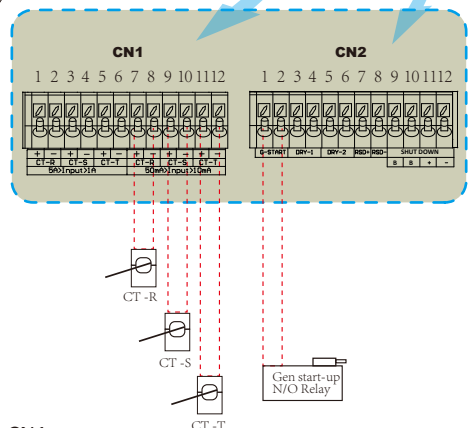 CN1 CN2
1 2 3 4 5 6 7 8 9 10 11 12 1 2 3 4 5 6 7 8 9 10 11 12
+ − + − + − + − + − + − G-START DRY-1 DRY-2 RSD+ RSD- SHUT DOWN
CT-R CT-S CT-T CT-R CT-S CT-T B B + −
5A>Input>1A 50mA>Input>10mA
CT -R
CT -S
Gen start-up
N/O Relay
CT -T